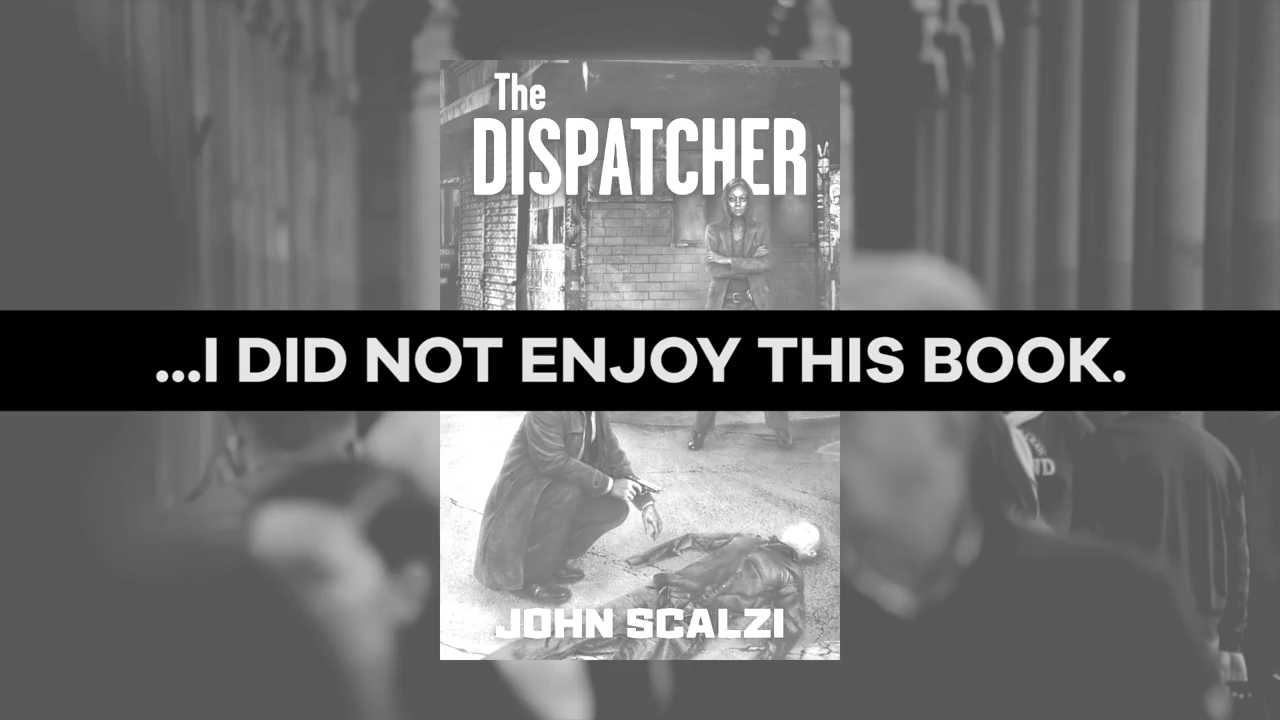 The
DISPATCHER
...I DID NOT ENJOY THIS BOOK.
JOHN SCALZI